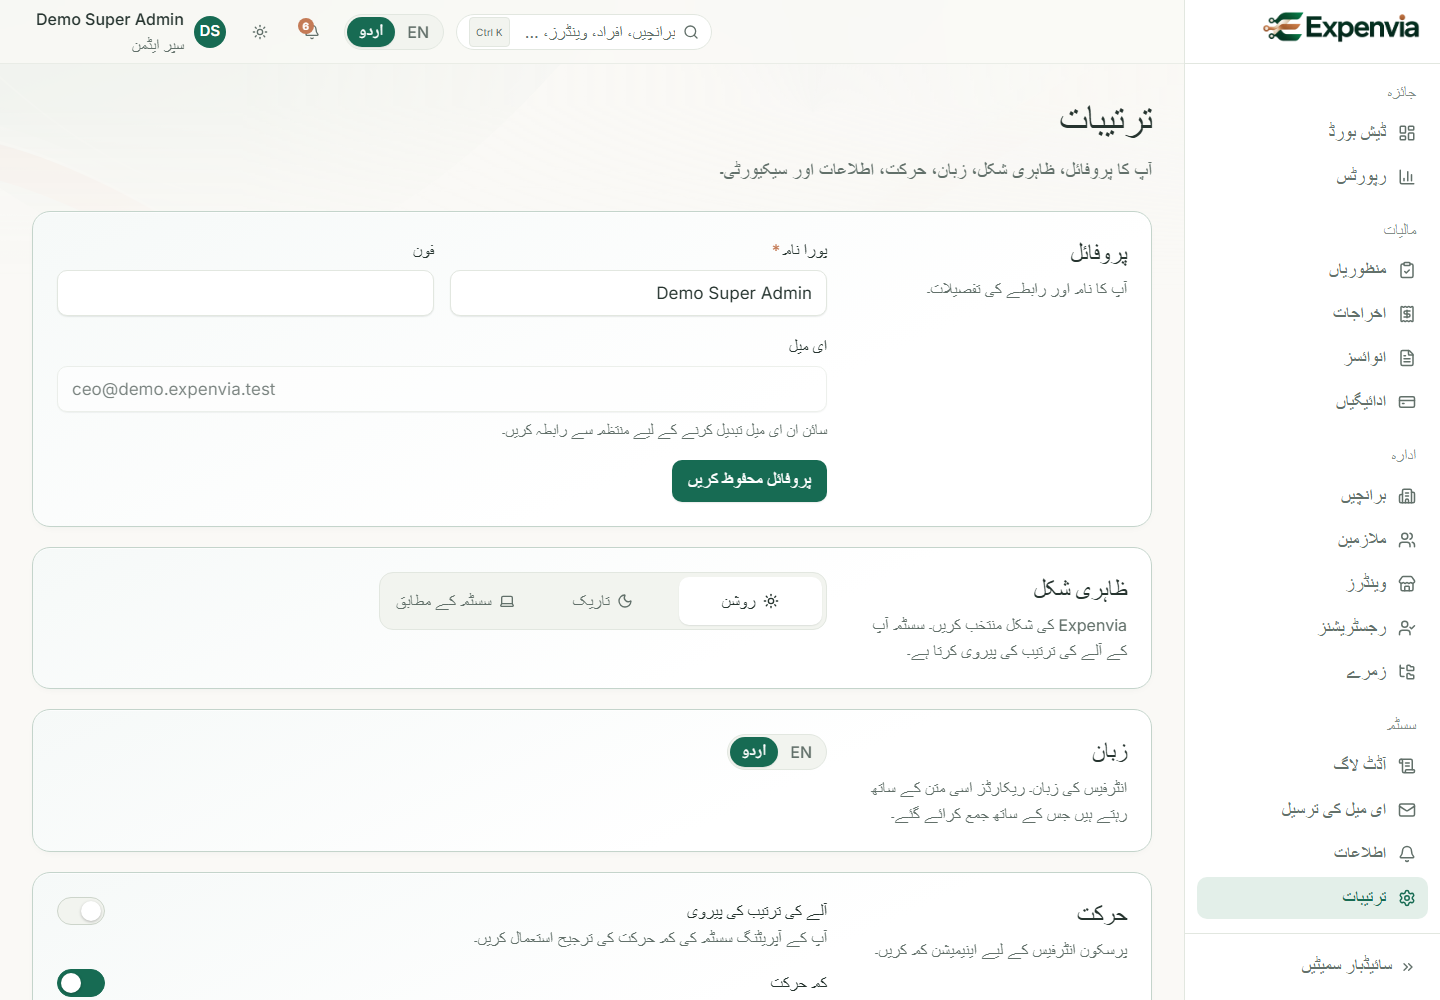 Expenvia
برانچیں، افراد، وینڈرز، ...
Ctrl K
EN
اردو
6
DS
Demo Super Admin
سپر ایڈمن
جائزہ
ڈیش بورڈ
رپورٹس
مالیات
منظوریاں
اخراجات
انوائسز
ادائیگیاں
ادارہ
برانچیں
ملازمین
وینڈرز
رجسٹریشنز
زمرے
سسٹم
آڈٹ لاگ
ای میل کی ترسیل
اطلاعات
ترتیبات
سائیڈبار سمیٹیں
ترتیبات
آپ کا پروفائل، ظاہری شکل، زبان، حرکت، اطلاعات اور سیکیورٹی۔
پروفائل
آپ کا نام اور رابطے کی تفصیلات۔
پورا نام *
Demo Super Admin
فون
ای میل
ceo@demo.expenvia.test
سائن ان ای میل تبدیل کرنے کے لیے منتظم سے رابطہ کریں۔
پروفائل محفوظ کریں
ظاہری شکل
Expenvia کی شکل منتخب کریں۔ سسٹم آپ
کے آلے کی ترتیب کی پیروی کرتا ہے۔
روشن
تاریک
سسٹم کے مطابق
زبان
انٹرفیس کی زبان۔ ریکارڈز اسی متن کے ساتھ
رہتے ہیں جس کے ساتھ جمع کرائے گئے۔
EN
اردو
حرکت
پرسکون انٹرفیس کے لیے اینیمیشن کم کریں۔
آلے کی ترتیب کی پیروی
آپ کے آپریٹنگ سسٹم کی کم حرکت کی ترجیح استعمال کریں۔
کم حرکت